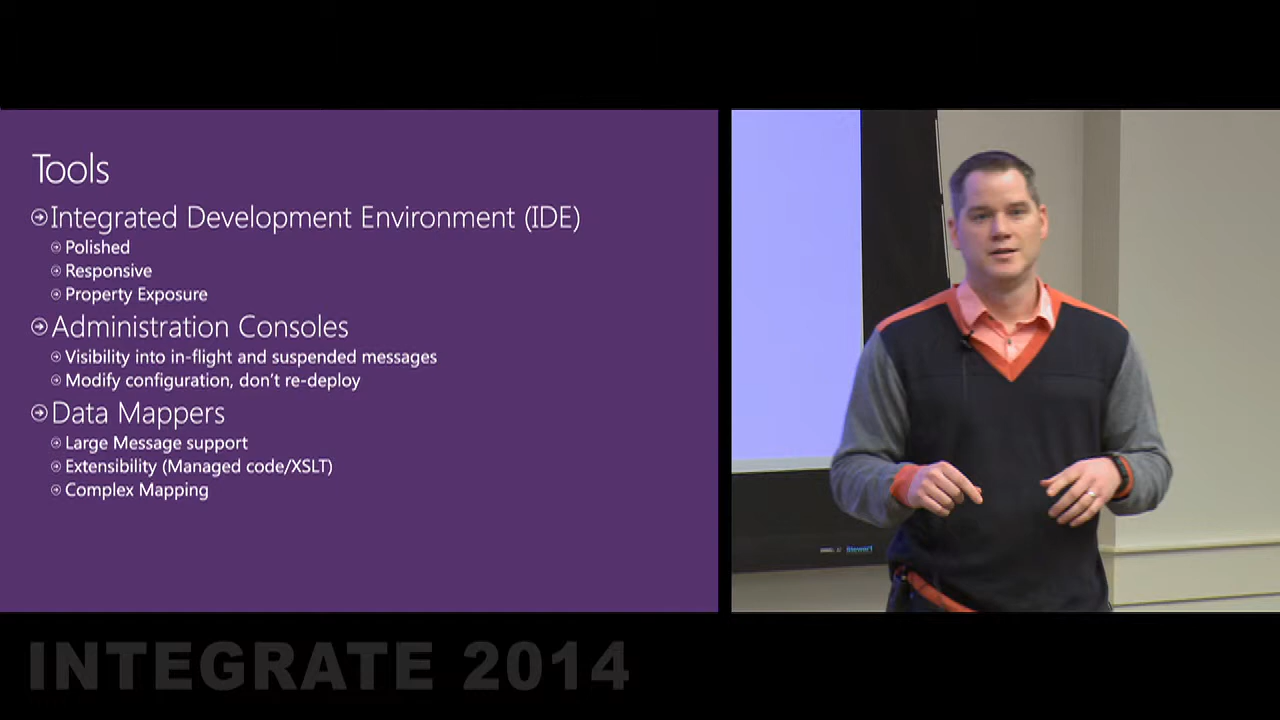 Tools
Integrated Development Environment (IDE)
Polished
Responsive
Property Exposure
Administration Consoles
Visibility into in-flight and suspended messages
Modify configuration, don't re-deploy
Data Mappers
Large Message support
Extensibility (Managed code/XSLT)
Complex Mapping
INTEGRATE 2014